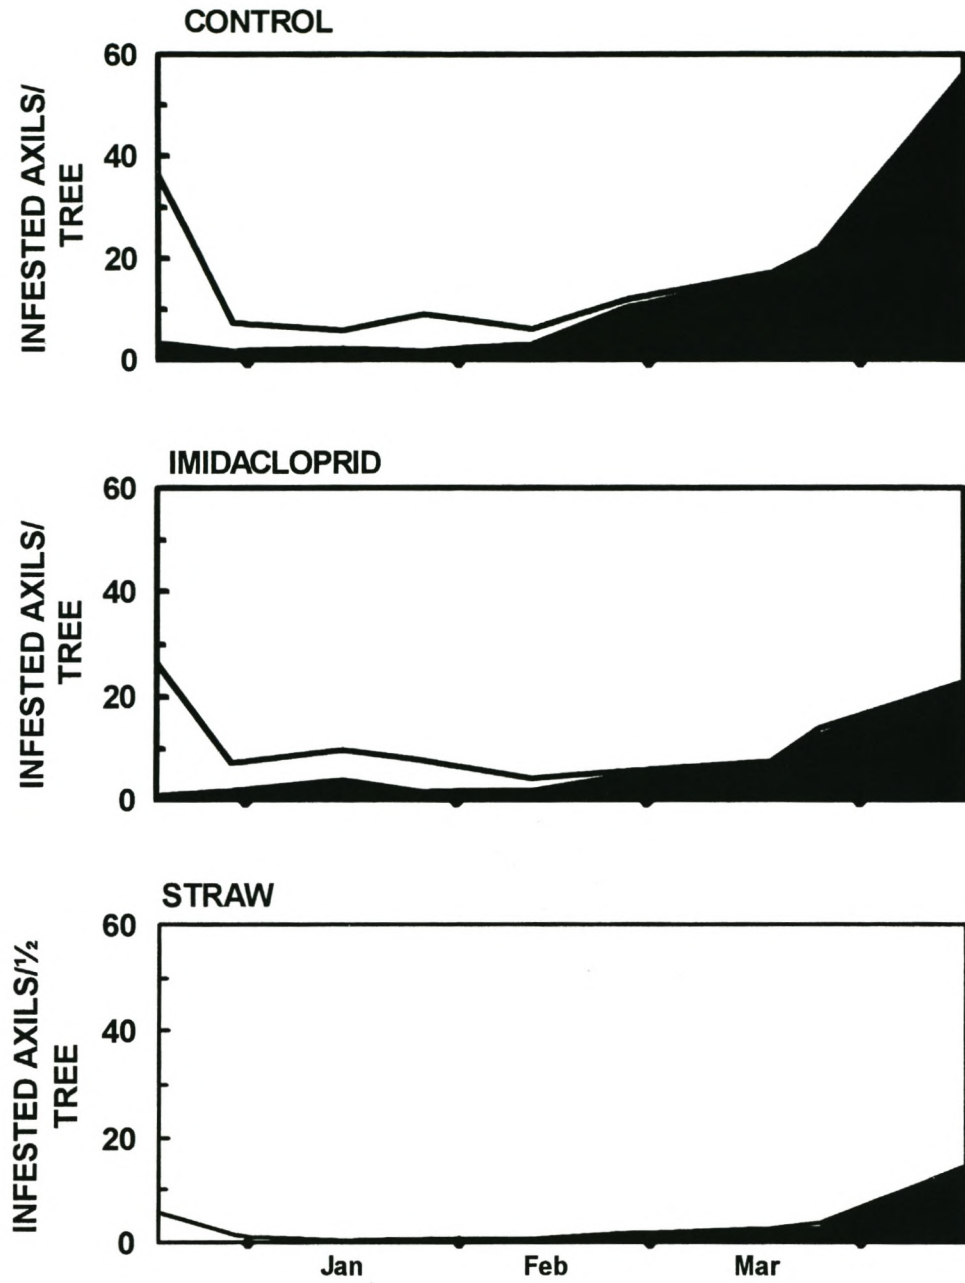 CONTROL
INFESTED AXILS/
TREE
60
40
20
0
IMIDACLOPRID
INFESTED AXILS/
TREE
60
40
20
0
STRAW
INFESTED AXILS/½
TREE
60
40
20
0
Jan Feb Mar